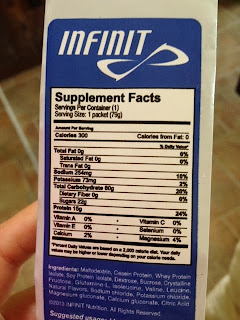 INFINIT
Supplement Facts
Servings Per Container (1)
Serving Size: 1 packet (79g)
Amount Per Serving
Calories 300 Calories from Fat: 0
% Daily Value*
Total Fat 0g 0%
Saturated Fat 0g 0%
Trans Fat 0g
Sodium 254mg 10%
Potassium 73mg 2%
Total Carbohydrate 60g 20%
Dietary Fiber 0g 0%
Sugars 22g
Protein 15g 24%
Vitamin A 0% • Vitamin C 0%
Vitamin E 0% • Selenium 0%
Calcium 2% • Magnesium 4%
*Percent Daily Values are based on a 2,000 calorie diet. Your daily
values may be higher or lower depending on your calorie needs.
Ingredients: Maltodextrin, Casein Protein, Whey Protein
Isolate, Soy Protein Isolate, Dextrose, Sucrose, Crystalline
Fructose, Glutamine, L-Isoleucine, Valine, Leucine,
Natural Flavors, Sodium chloride, Potassium chloride,
Magnesium gluconate, Calcium gluconate, Citric Acid
©2013 INFINIT Nutrition. All Rights Reserved.